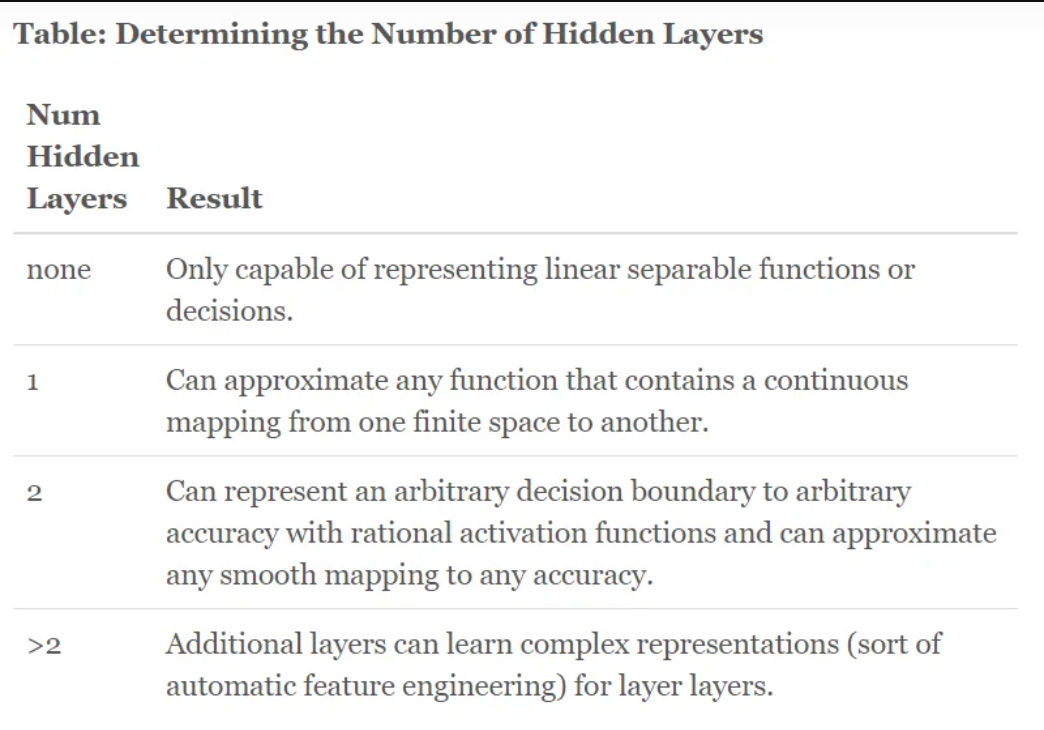 Table: Determining the Number of Hidden Layers
Num
Hidden
Layers Result
none Only capable of representing linear separable functions or
decisions.
1 Can approximate any function that contains a continuous
mapping from one finite space to another.
2 Can represent an arbitrary decision boundary to arbitrary
accuracy with rational activation functions and can approximate
any smooth mapping to any accuracy.
>2 Additional layers can learn complex representations (sort of
automatic feature engineering) for layer layers.